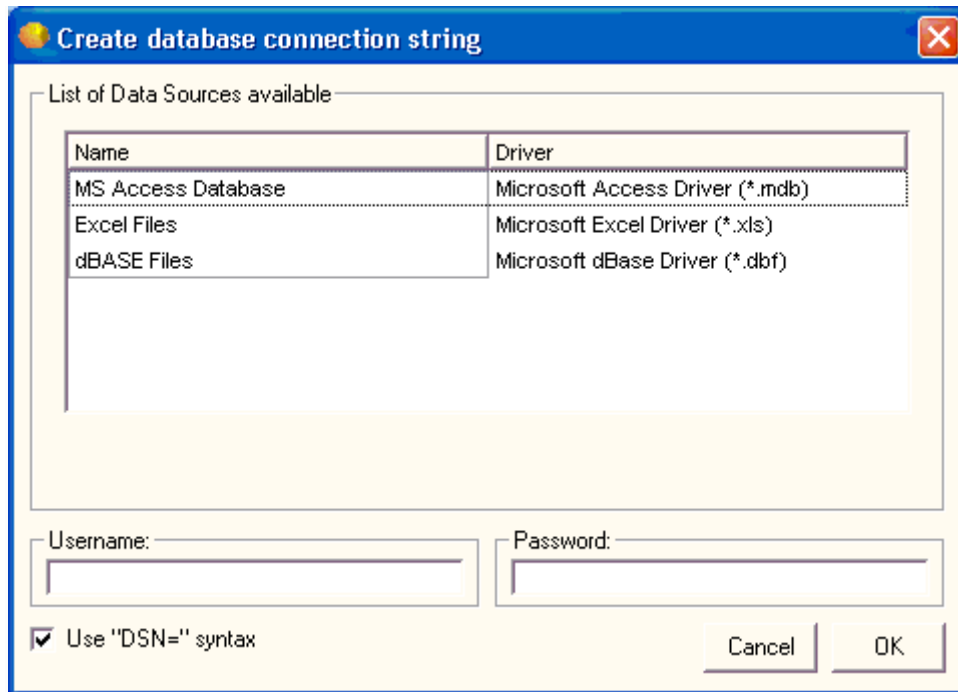 Create database connection string
List of Data Sources available
Name Driver
MS Access Database Microsoft Access Driver (*.mdb)
Excel Files Microsoft Excel Driver (*.xls)
dBASE Files Microsoft dBase Driver (*.dbf)
Username: Password:
Use "DSN=" syntax
Cancel OK